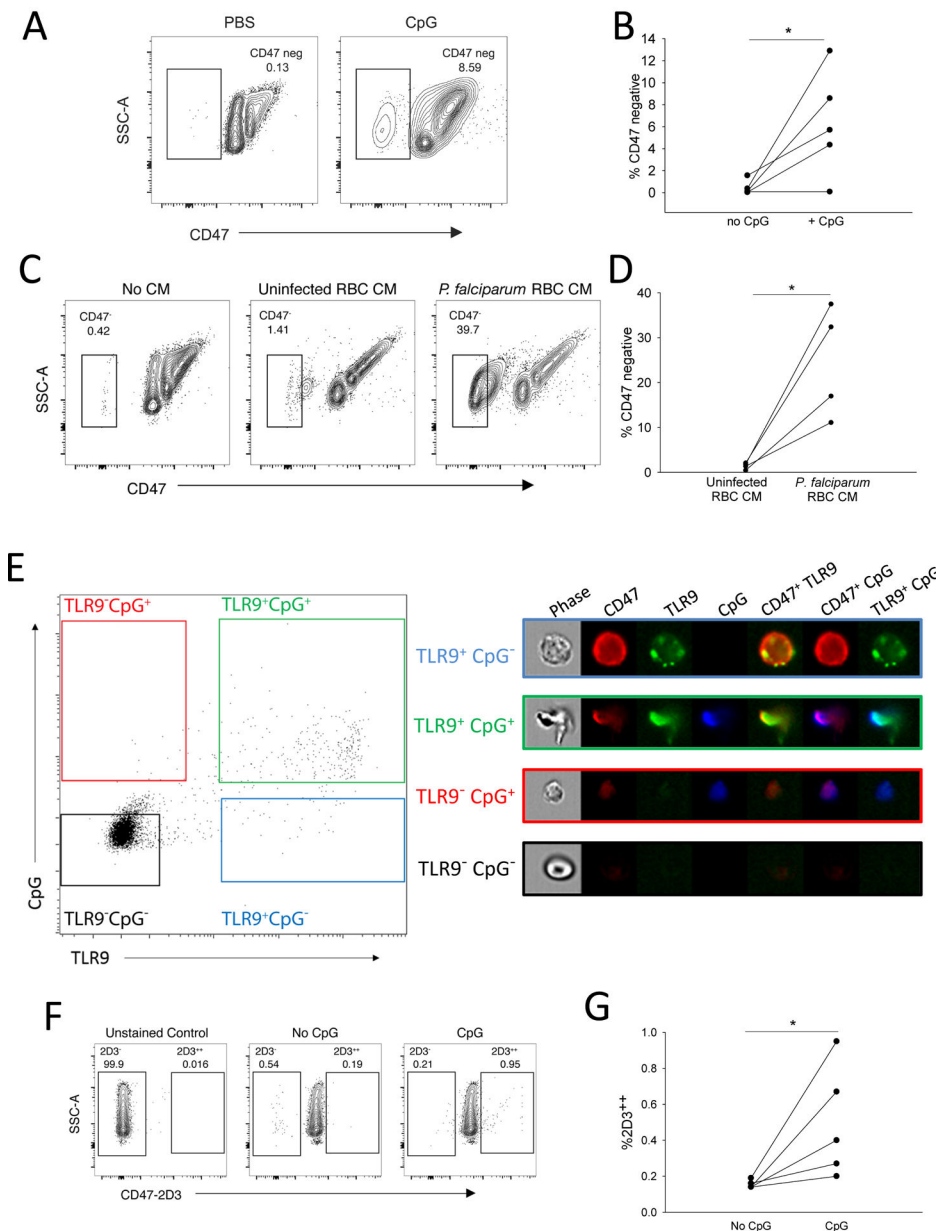 A
PBS
CpG
CD47 neg
0.13
CD47 neg
8.59
SSC-A
CD47
B
*
% CD47 negative
14
12
10
8
6
4
2
0
no CpG
+ CpG
C
No CM
Uninfected RBC CM
P. falciparum RBC CM
CD47⁻
0.42
CD47⁻
1.41
CD47⁻
39.7
SSC-A
CD47
D
*
% CD47 negative
40
30
20
10
0
Uninfected
RBC CM
P. falciparum
RBC CM
E
TLR9⁻CpG⁺
TLR9⁺CpG⁺
TLR9⁻CpG⁻
TLR9⁺CpG⁻
CpG
TLR9
Phase
CD47
TLR9
CpG
CD47⁺ TLR9
CD47⁺ CpG
TLR9⁺ CpG
TLR9⁺ CpG⁻
TLR9⁺ CpG⁺
TLR9⁻ CpG⁺
TLR9⁻ CpG⁻
F
Unstained Control
No CpG
CpG
2D3⁻
99.9
2D3⁺⁺
0.016
2D3⁻
0.54
2D3⁺⁺
0.19
2D3⁻
0.21
2D3⁺⁺
0.95
SSC-A
CD47-2D3
G
*
%2D3⁺⁺
1.0
0.8
0.6
0.4
0.2
0.0
No CpG
CpG